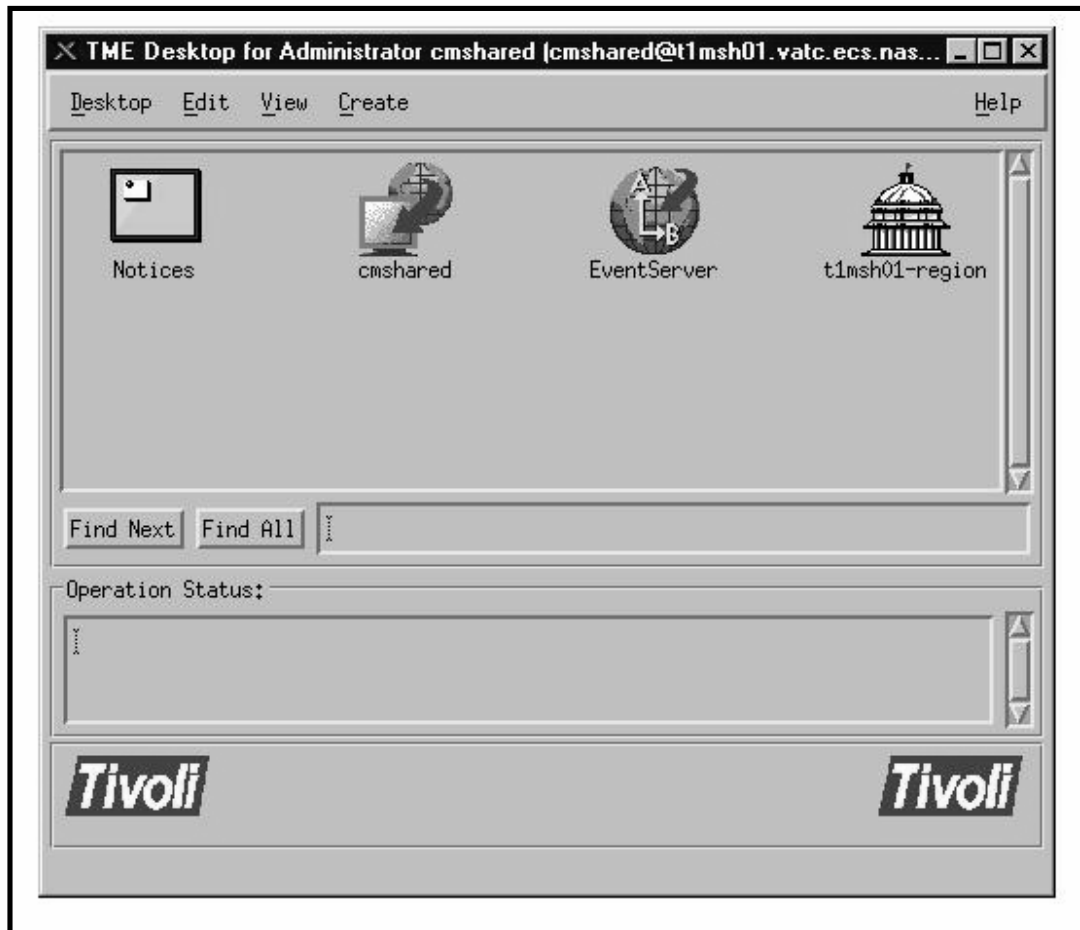 TME Desktop for Administrator cmshared (cmshared@t1msh01.vatc.ecs.nas...
Desktop Edit View Create Help
Notices cmshared EventServer t1msh01-region
A
B
Find Next Find All
Operation Status:
Tivoli Tivoli